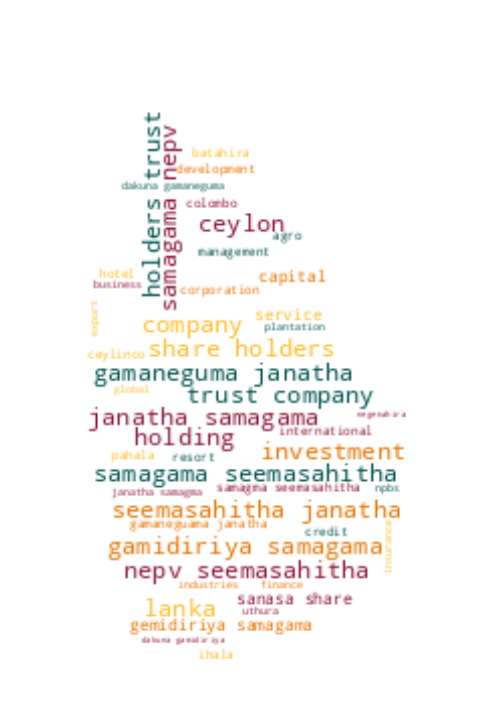 holders trust
samagama nepv
batahira
development
dakuna gamaneguma
colombo
ceylon
agro
management
hotel
capital
business
corporation
export
service
company
plantation
share holders
ceylinco
gamaneguma janatha
global
trust company
janatha samagama
international
holding
investment
pahala
resort
samagama seemasahitha
samagma seemasahitha
npbs
janatha samagma
seemasahitha janatha
gamaneguama janatha
credit
insurance
gamidiriya samagama
nepv seemasahitha
industries
finance
sanasa share
lanka
uthura
gemidiriya samagama
dakuna gamidiriya
ihala